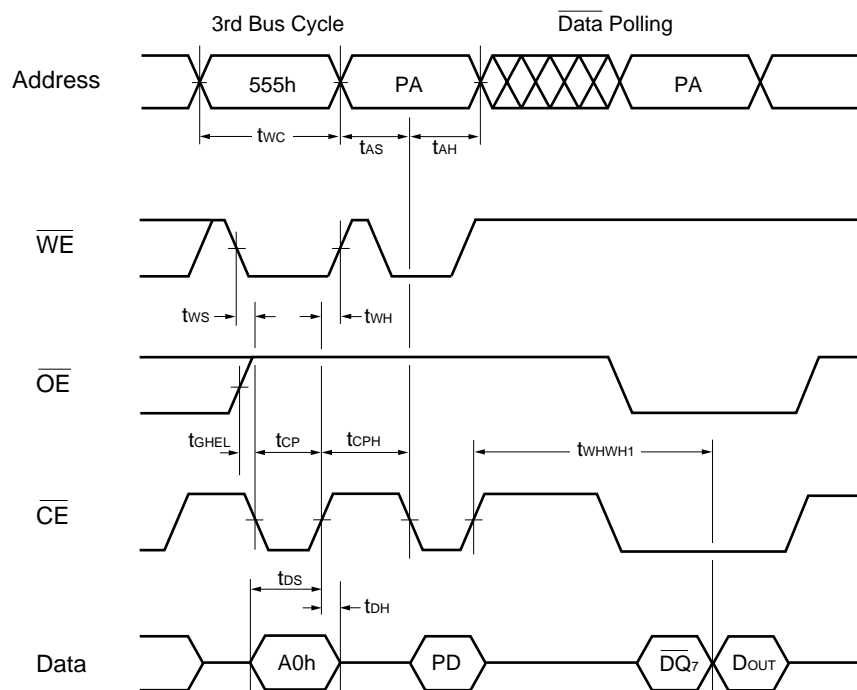 3rd Bus Cycle Data Polling
Address 555h PA PA
tWC tAS tAH
WE
tWS tWH
OE
tGHEL tCP tCPH tWHWH1
CE
tDS
tDH
Data A0h PD DQ7 DOUT